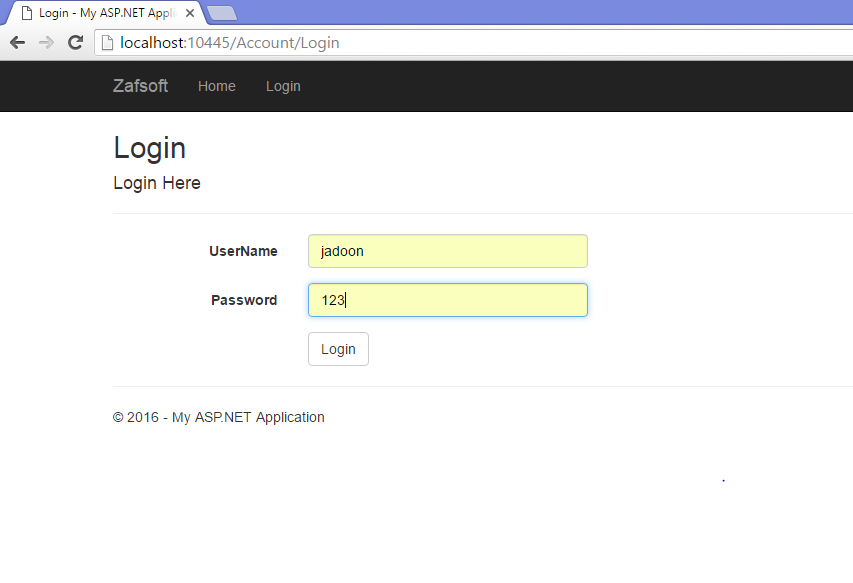 Login - My ASP.NET Appli
localhost:10445/Account/Login
Zafsoft Home Login
Login
Login Here
UserName jadoon
Password 123
Login
© 2016 - My ASP.NET Application